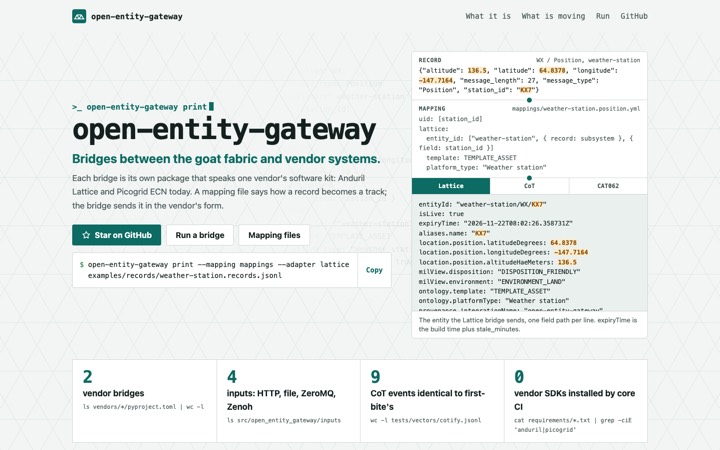 open-entity-gateway
What it is
What is moving
Run
GitHub
>_ open-entity-gateway print
open-entity-gateway
Bridges between the goat fabric and vendor systems.
Each bridge is its own package that speaks one vendor's software kit: Anduril
Lattice and Picogrid ECN today. A mapping file says how a record becomes a track;
the bridge sends it in the vendor's form.
Star on GitHub
Run a bridge
Mapping files
$ open-entity-gateway print --mapping mappings --adapter lattice
examples/records/weather-station.records.jsonl
Copy
RECORD
WX / Position, weather-station
{"altitude": 136.5, "latitude": 64.8378, "longitude":
-147.7164, "message_length": 27, "message_type":
"Position", "station_id": "KX7"}
MAPPING
mappings/weather-station.position.yml
uid: [station_id]
lattice:
entity_id: ["weather-station", { record: subsystem }, {
field: station_id }]
template: TEMPLATE_ASSET
platform_type: "Weather station"
Lattice
CoT
CAT062
entityId: "weather-station/WX/KX7"
isLive: true
expiryTime: "2026-11-22T08:02:26.358731Z"
aliases.name: "KX7"
location.position.latitudeDegrees: 64.8378
location.position.longitudeDegrees: -147.7164
location.position.altitudeHaeMeters: 136.5
milView.disposition: "DISPOSITION_FRIENDLY"
milView.environment: "ENVIRONMENT_LAND"
ontology.template: "TEMPLATE_ASSET"
ontology.platformType: "Weather station"
provenance.integrationName: "open-entity-gateway"
The entity the Lattice bridge sends, one field path per line. expiryTime is
the build time plus stale_minutes.
2
vendor bridges
ls vendors/*/pyproject.toml | wc -l
4
inputs: HTTP, file, ZeroMQ,
Zenoh
ls src/open_entity_gateway/inputs
9
CoT events identical to first-
bite's
wc -l tests/vectors/cotify.jsonl
0
vendor SDKs installed by core
CI
cat requirements/*.txt | grep -ciE
'anduril|picogrid'